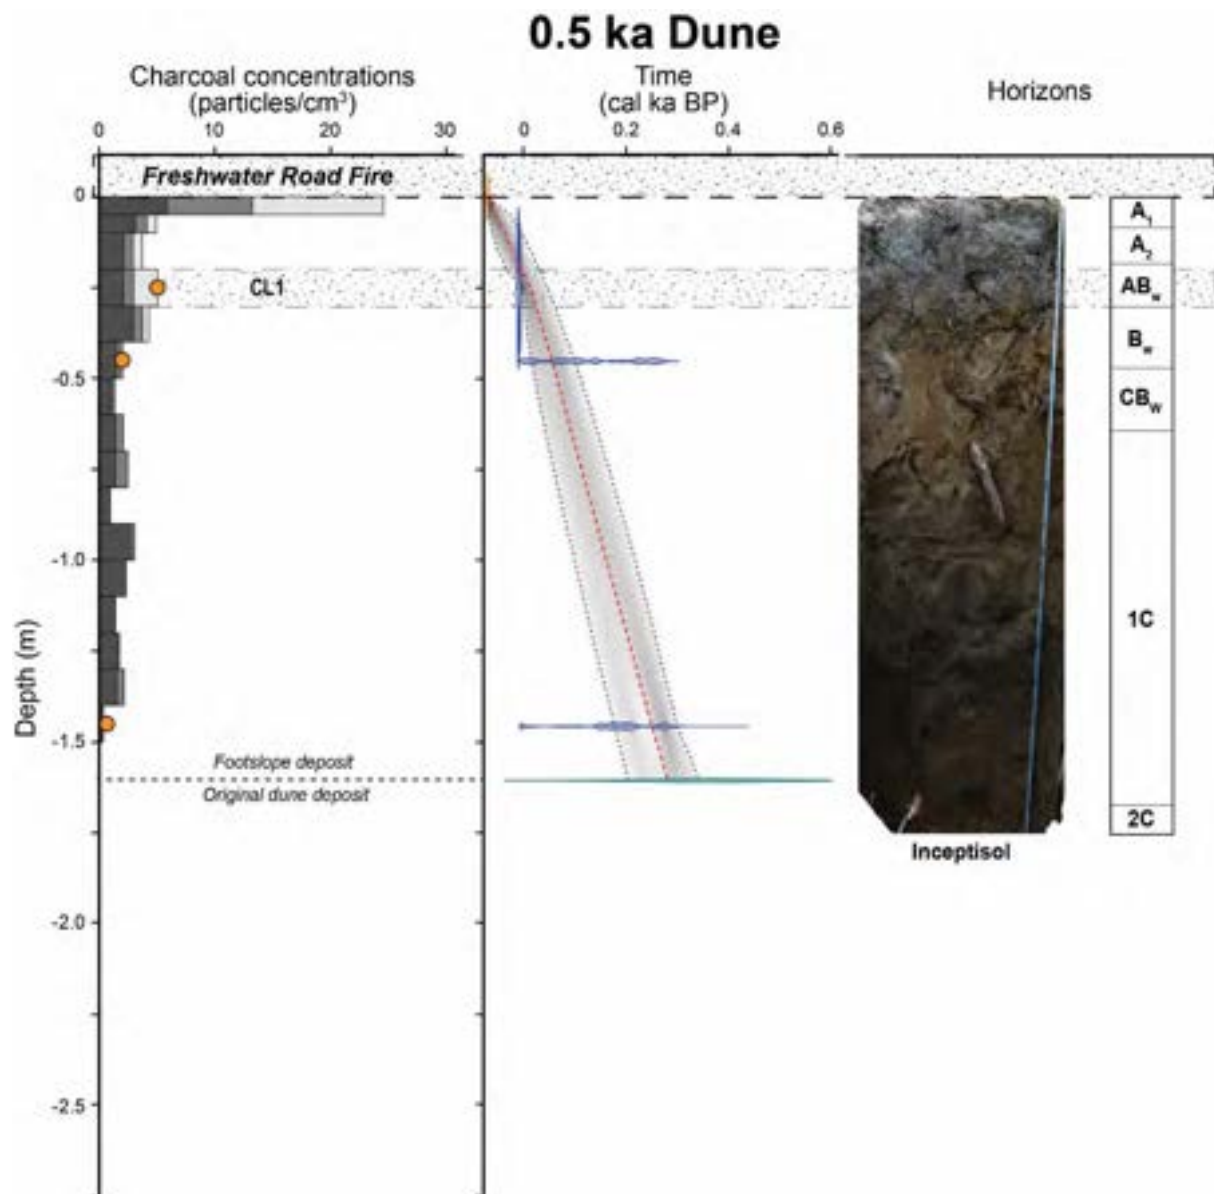 0.5 ka Dune
Charcoal concentrations
(particles/cm³)
Time
(cal ka BP)
Horizons
0 10 20 30
0 0.2 0.4 0.6
Freshwater Road Fire
0
A₁
A₂
CL1
ABw
Bw
-0.5
CBw
-1.0
1C
Depth (m)
-1.5
Footslope deposit
Original dune deposit
2C
Inceptisol
-2.0
-2.5